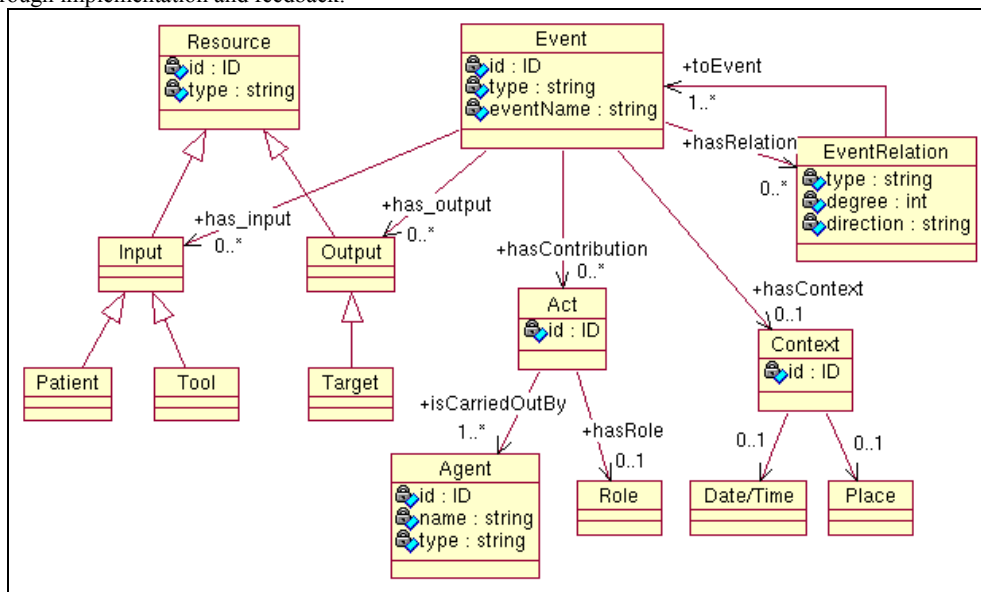 rough implementation and feedback.
Resource
id : ID
type : string
Event
id : ID
type : string
eventName : string
+toEvent
1..*
+hasRelation
0..*
EventRelation
type : string
degree : int
direction : string
+has_input
0..*
+has_output
0..*
Input
Output
+hasContribution
0..*
+hasContext
0..1
Act
id : ID
Context
id : ID
Patient
Tool
Target
+isCarriedOutBy
1..*
+hasRole
0..1
0..1
0..1
Agent
id : ID
name : string
type : string
Role
Date/Time
Place